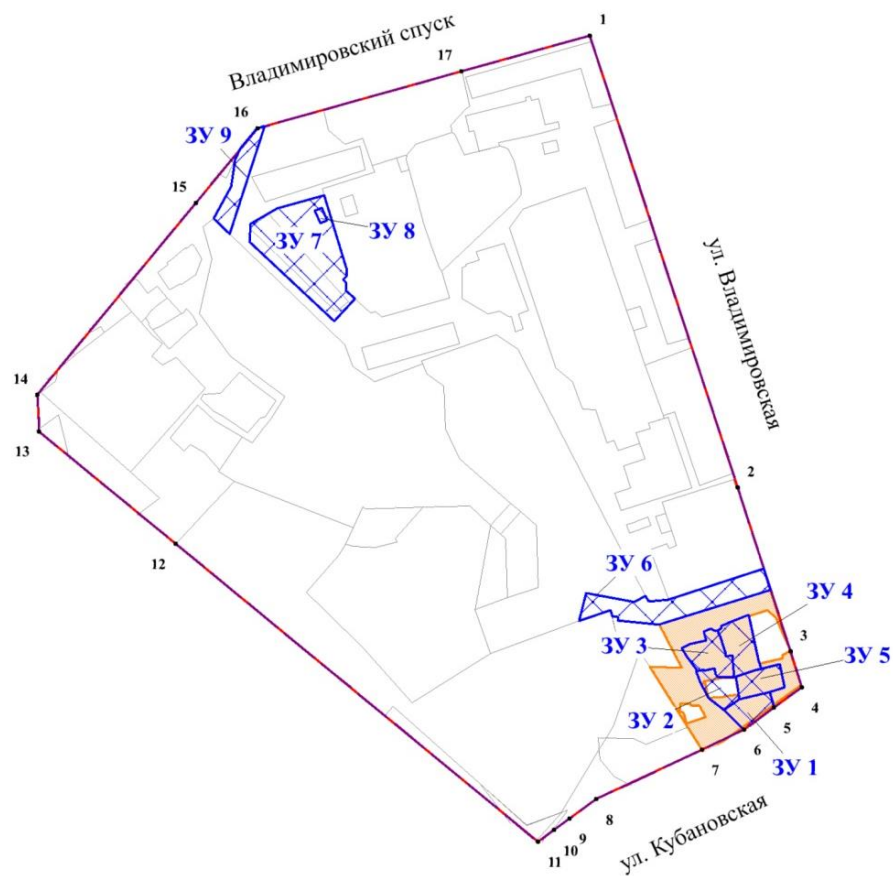 1
Владимировский спуск
17
16
ЗУ 9
15
ЗУ 8
ЗУ 7
ул. Владимировская
14
13
2
12
ЗУ 6
ЗУ 4
ЗУ 3
3
ЗУ 5
ЗУ 2
4
5
6
ЗУ 1
7
8
9
10
11
ул. Кубановская